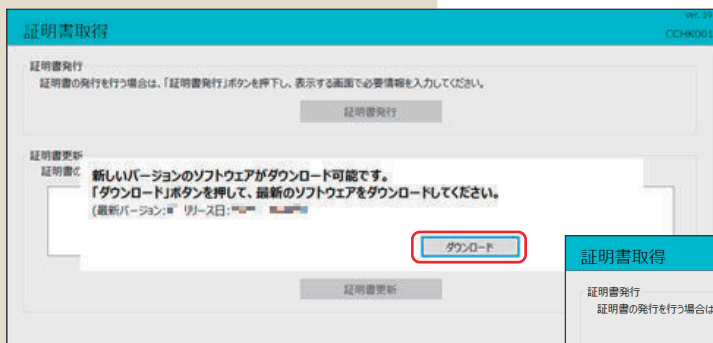 証明書取得
Ver. 19
CCHK001
証明書発行
証明書の発行を行う場合は、「証明書発行」ボタンを押下し、表示する画面で必要情報を入力してください。
証明書発行
証明書更新
証明書の
新しいバージョンのソフトウェアがダウンロード可能です。
「ダウンロード」ボタンを押して、最新のソフトウェアをダウンロードしてください。
(最新バージョン: リリース日:
ダウンロード
証明書更新
証明書取得
証明書発行
証明書の発行を行う場合は